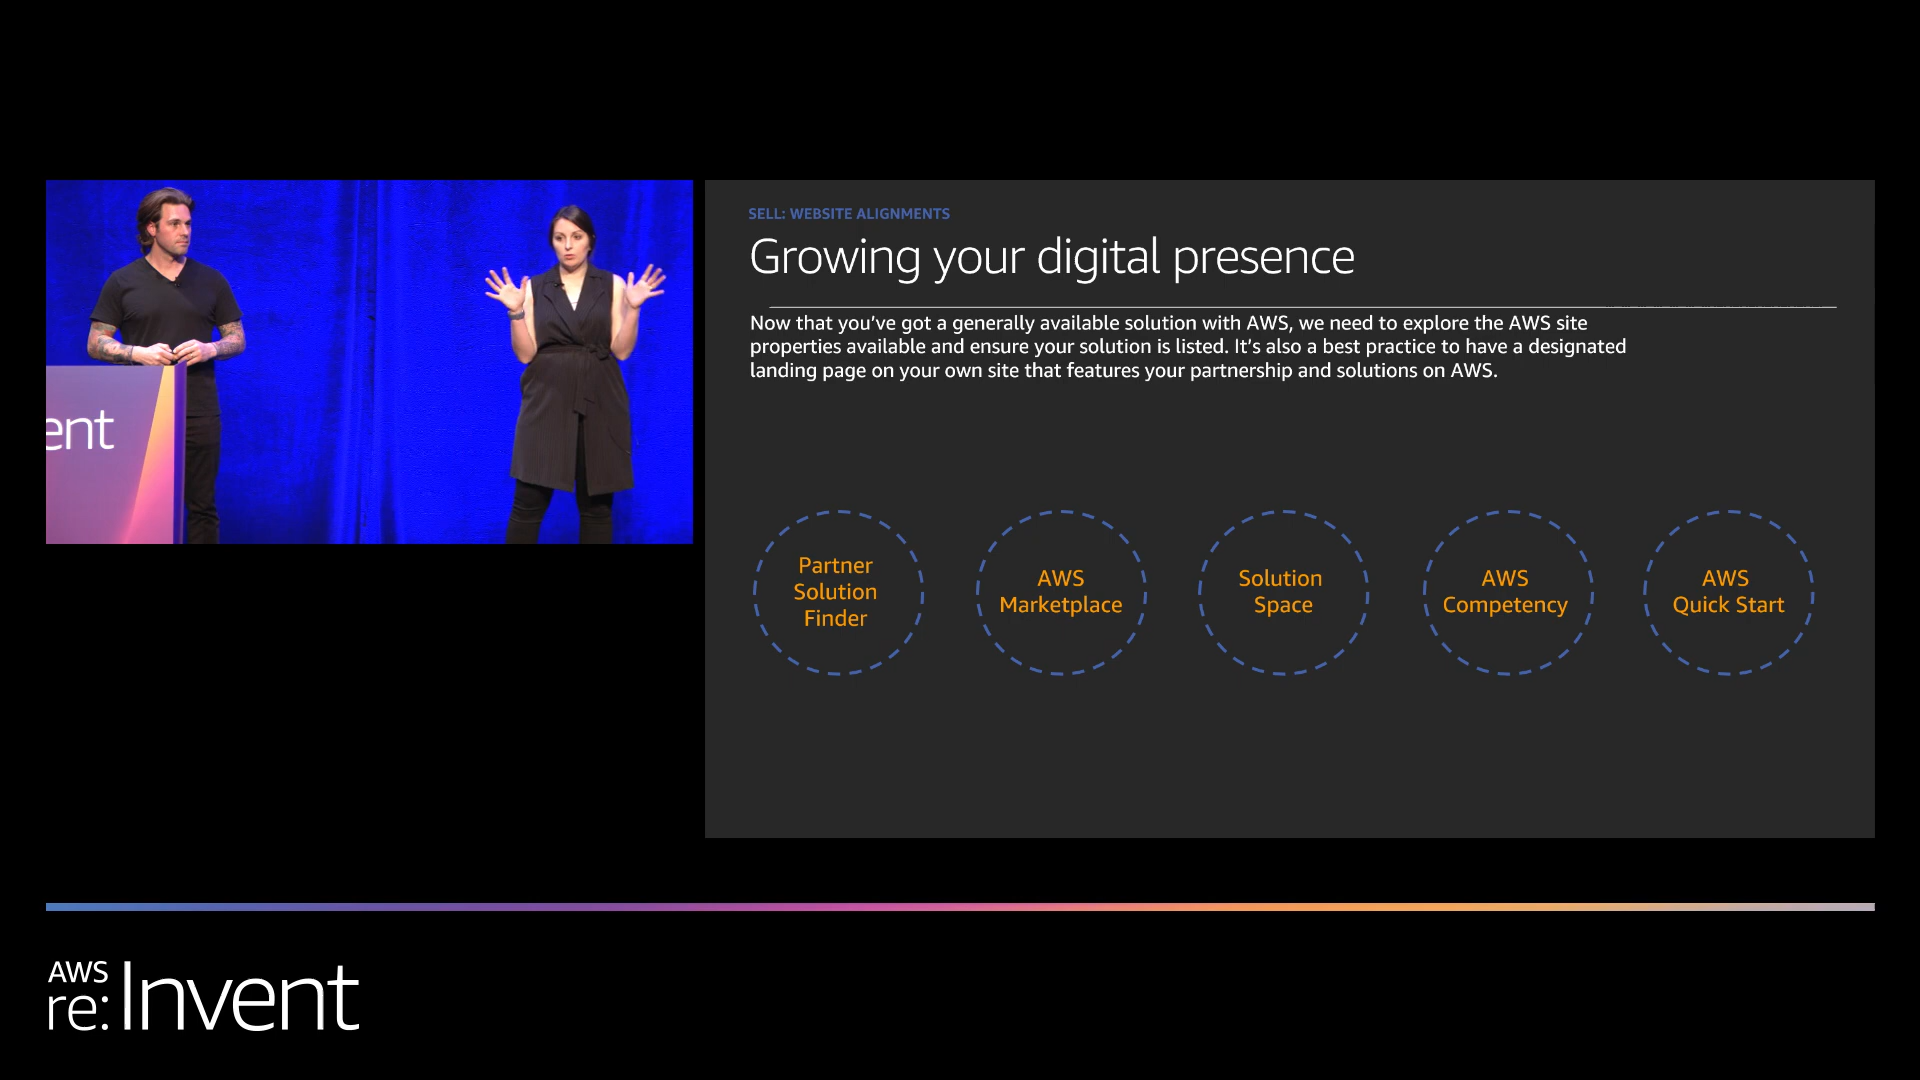 ent
SELL: WEBSITE ALIGNMENTS
Growing your digital presence
Now that you’ve got a generally available solution with AWS, we need to explore the AWS site
properties available and ensure your solution is listed. It’s also a best practice to have a designated
landing page on your own site that features your partnership and solutions on AWS.
Partner
Solution
Finder
AWS
Marketplace
Solution
Space
AWS
Competency
AWS
Quick Start
AWS
re:Invent